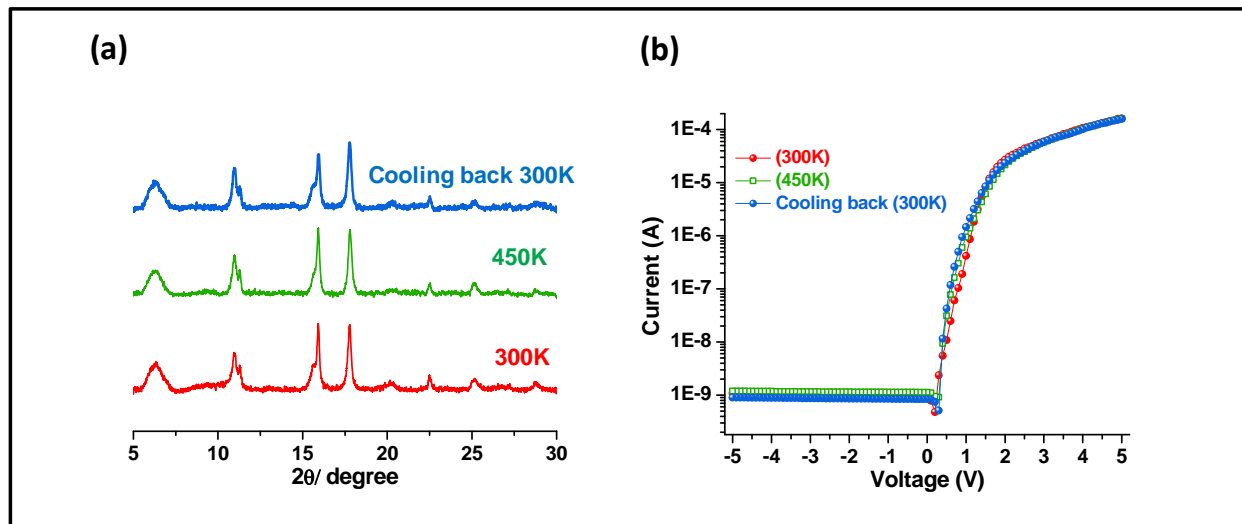 (a)
Cooling back 300K
450K
300K
5 10 15 20 25 30
2θ/ degree
(b)
1E-4
1E-5
1E-6
1E-7
1E-8
1E-9
Current (A)
(300K)
(450K)
Cooling back (300K)
-5 -4 -3 -2 -1 0 1 2 3 4 5
Voltage (V)